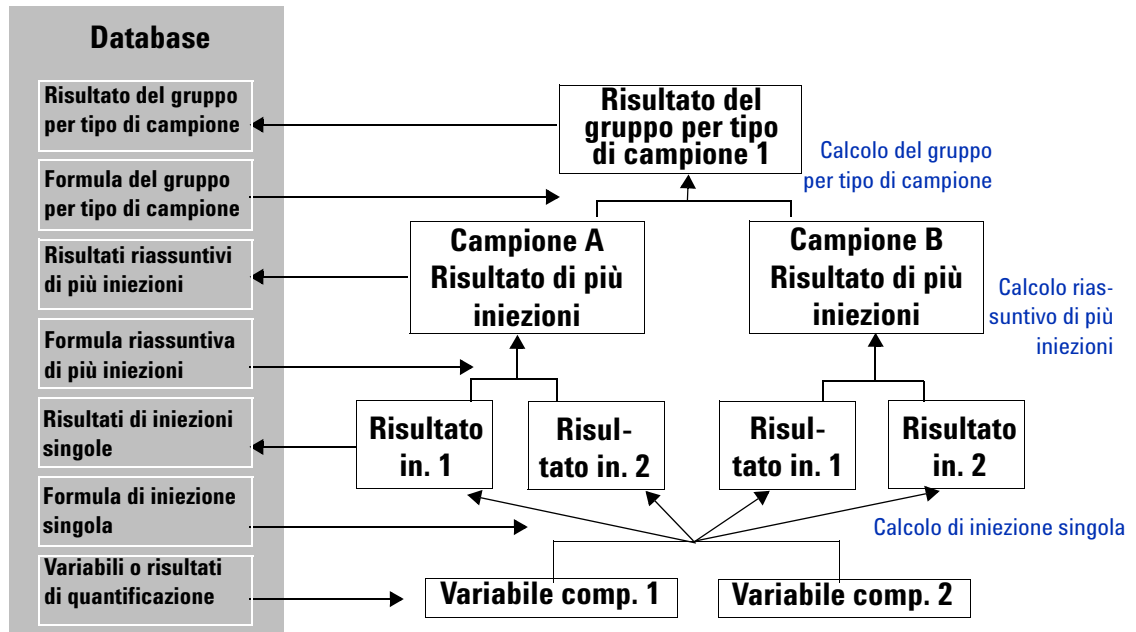 Database
Risultato del gruppo
per tipo di campione
Formula del gruppo
per tipo di campione
Risultati riassuntivi
di più iniezioni
Formula riassuntiva
di più iniezioni
Risultati di iniezioni
singole
Formula di iniezione
singola
Variabili o risultati
di quantificazione
Risultato del
gruppo per tipo
di campione 1
Calcolo del gruppo
per tipo di campione
Campione A
Risultato di più
iniezioni
Campione B
Risultato di più
iniezioni
Calcolo rias-
suntivo di più
iniezioni
Risultato
in. 1
Risul-
tato in. 2
Risul-
tato in. 1
Risultato
in. 2
Calcolo di iniezione singola
Variabile comp. 1
Variabile comp. 2